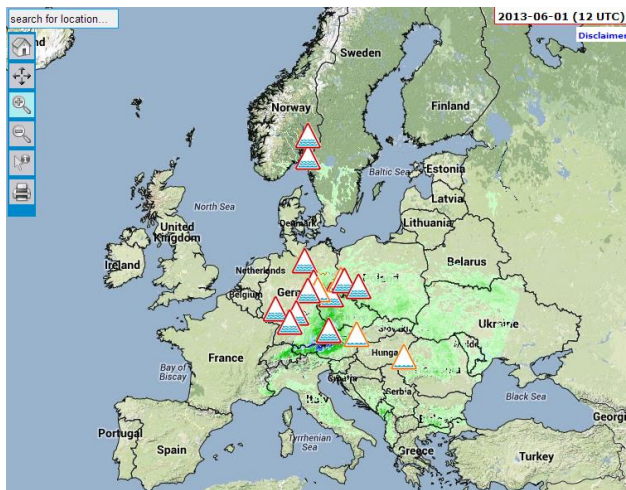 search for location...
2013-06-01 (12 UTC)
Disclaimer
Sweden
Norway
Finland
Baltic Sea
Estonia
Latvia
Lithuania
North Sea
United
Kingdom
Ireland
Netherlands
Belgium
Belarus
Ukraine
France
Bay of
Biscay
Serbia
Black Sea
Georgi
Italy
Portugal
Spain
Tyrrhenian
Sea
Greece
Turkey